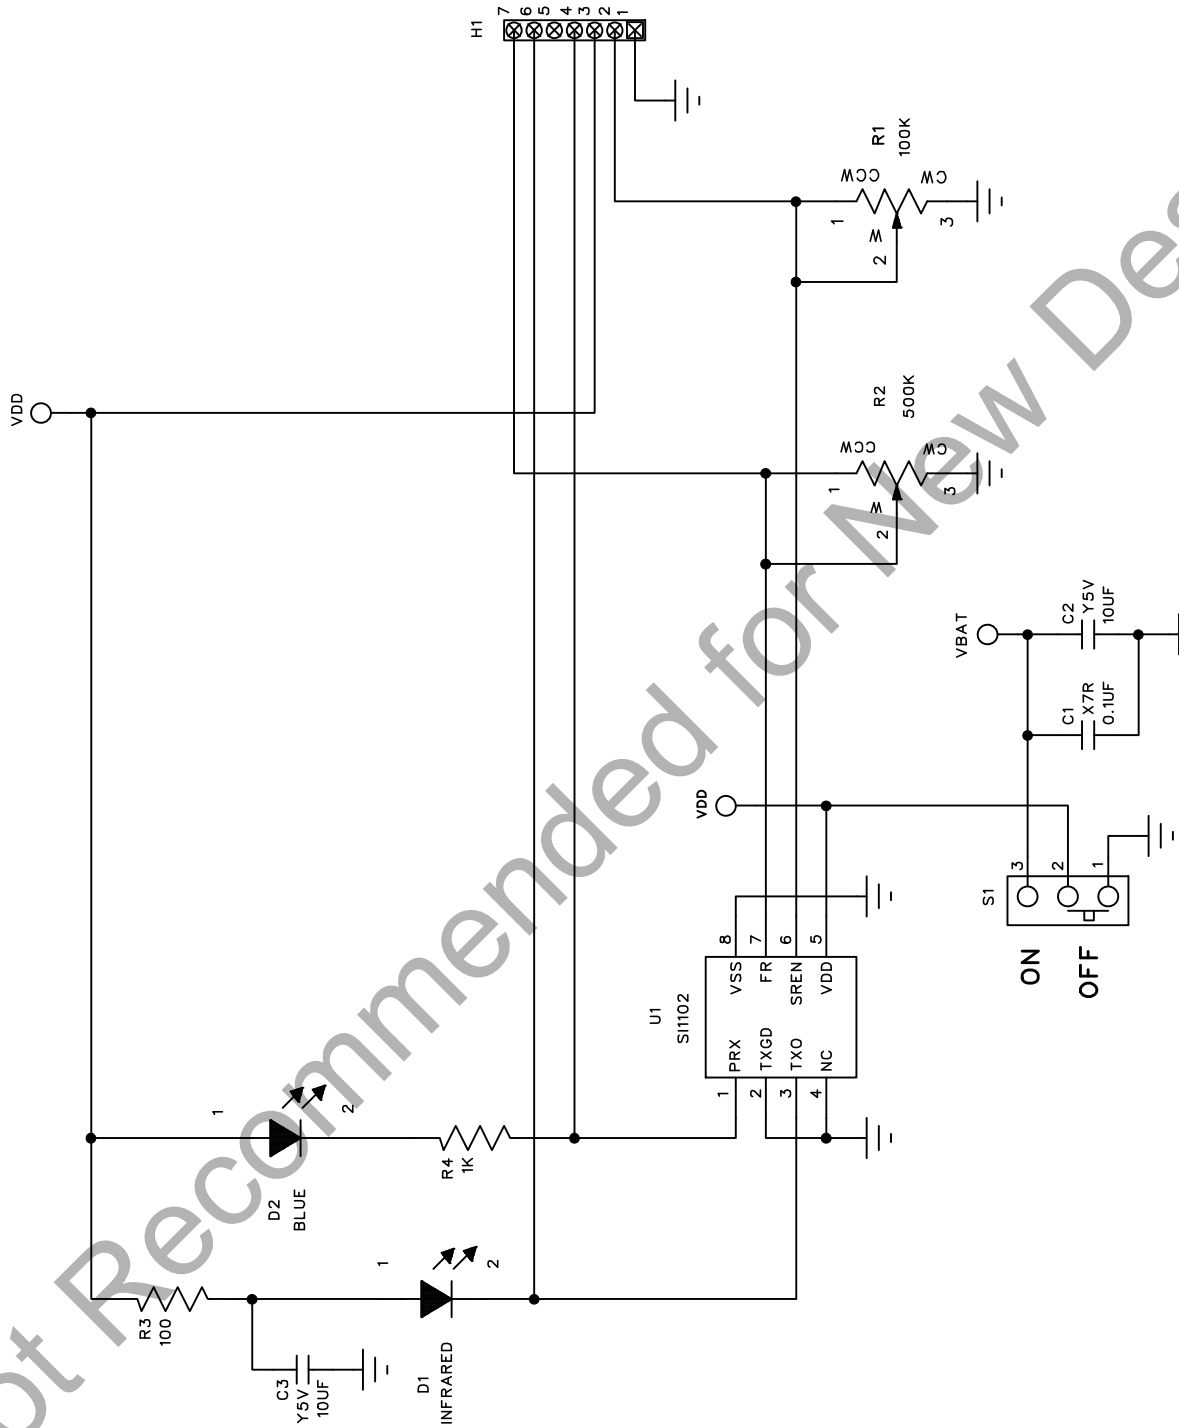 H1
7
6
5
4
3
2
1
R1
100K
CCW
CW
1
W
2
3
VDD
R2
500K
CCW
CW
1
W
2
3
VBAT
C2
Y5V
10UF
C1
X7R
0.1UF
VDD
S1
3
2
1
ON
OFF
U1
SI1102
8
7
6
5
VSS
FR
SREN
VDD
PRX
TXGD
TXO
NC
1
2
3
4
1
2
D2
BLUE
R4
1K
R3
100
1
2
D1
INFRARED
C3
Y5V
10UF
Recommended for New